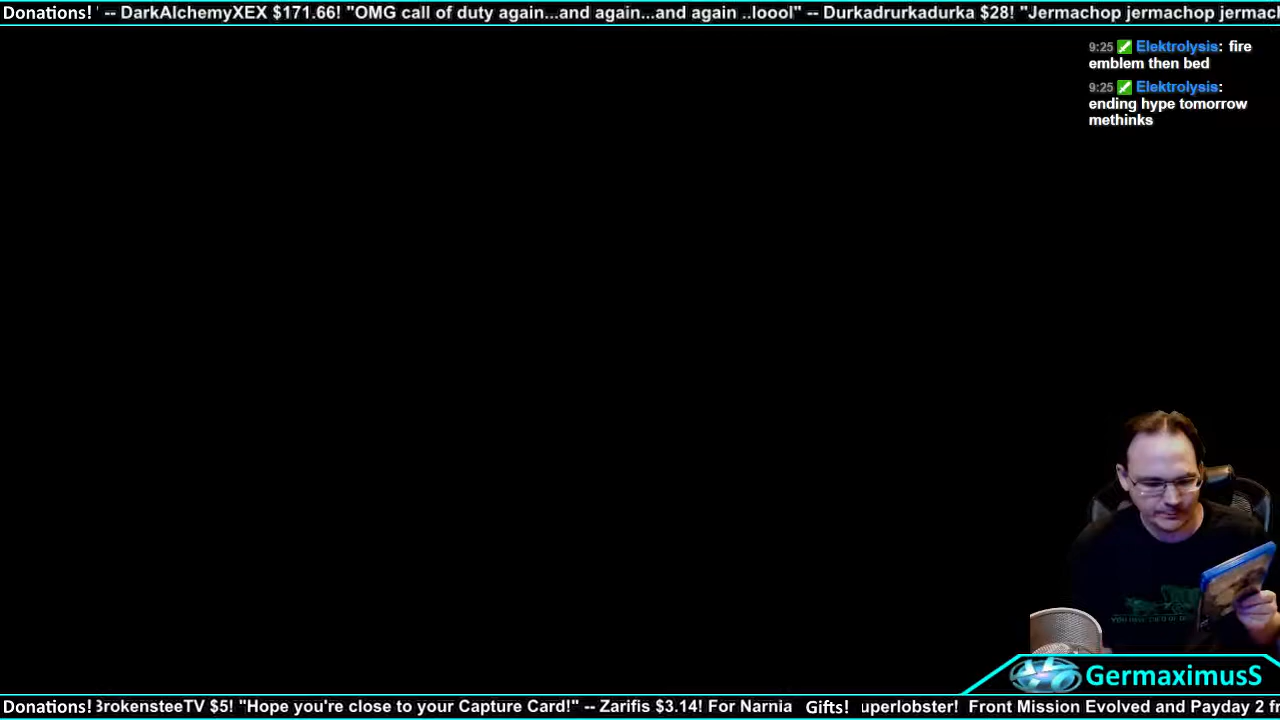 Donations! ' -- DarkAlchemyXEX $171.66! "OMG call of duty again...and again...and again ..loool" -- Durkadrurkadurka $28! "Jermachop jermachop jermach
9:25 Elektrolysis: fire
emblem then bed
9:25 Elektrolysis:
ending hype tomorrow
methinks
GermaximusS
Donations! BrokensteeTV $5! "Hope you're close to your Capture Card!" -- Zarifis $3.14! For Narnia Gifts! uperlobster! Front Mission Evolved and Payday 2 fr